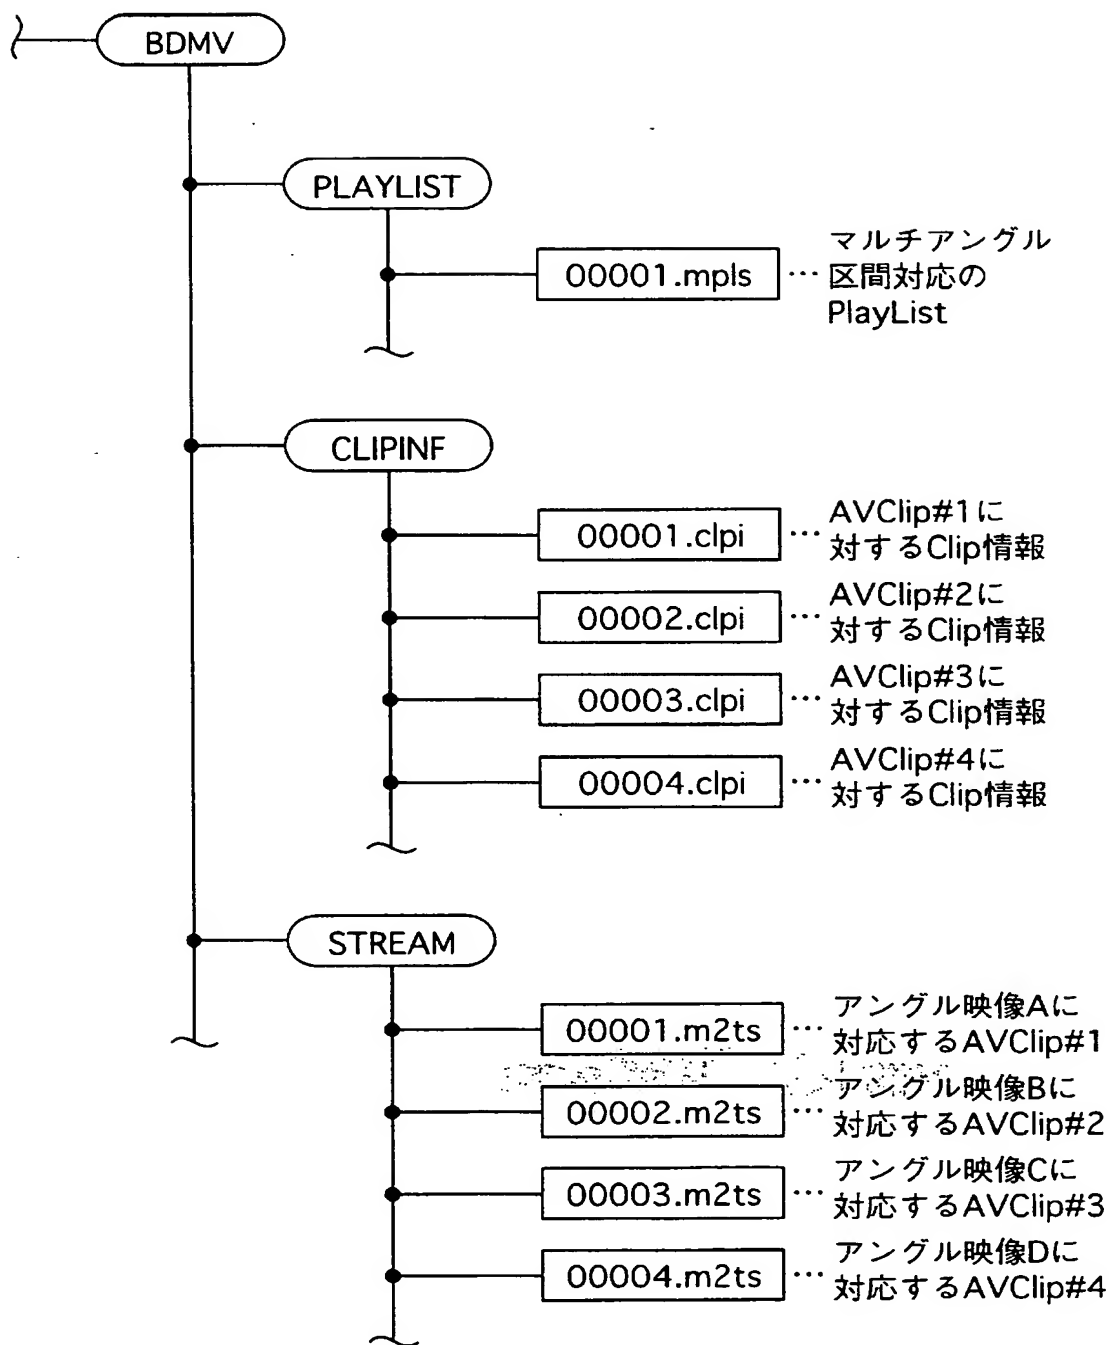 BDMV
PLAYLIST
00001.mpls
…マルチアングル
区間対応の
PlayList
CLIPINF
00001.clpi
…AVClip#1に
対するClip情報
00002.clpi
…AVClip#2に
対するClip情報
00003.clpi
…AVClip#3に
対するClip情報
00004.clpi
…AVClip#4に
対するClip情報
STREAM
00001.m2ts
…アングル映像Aに
対応するAVClip#1
00002.m2ts
…アングル映像Bに
対応するAVClip#2
00003.m2ts
…アングル映像Cに
対応するAVClip#3
00004.m2ts
…アングル映像Dに
対応するAVClip#4